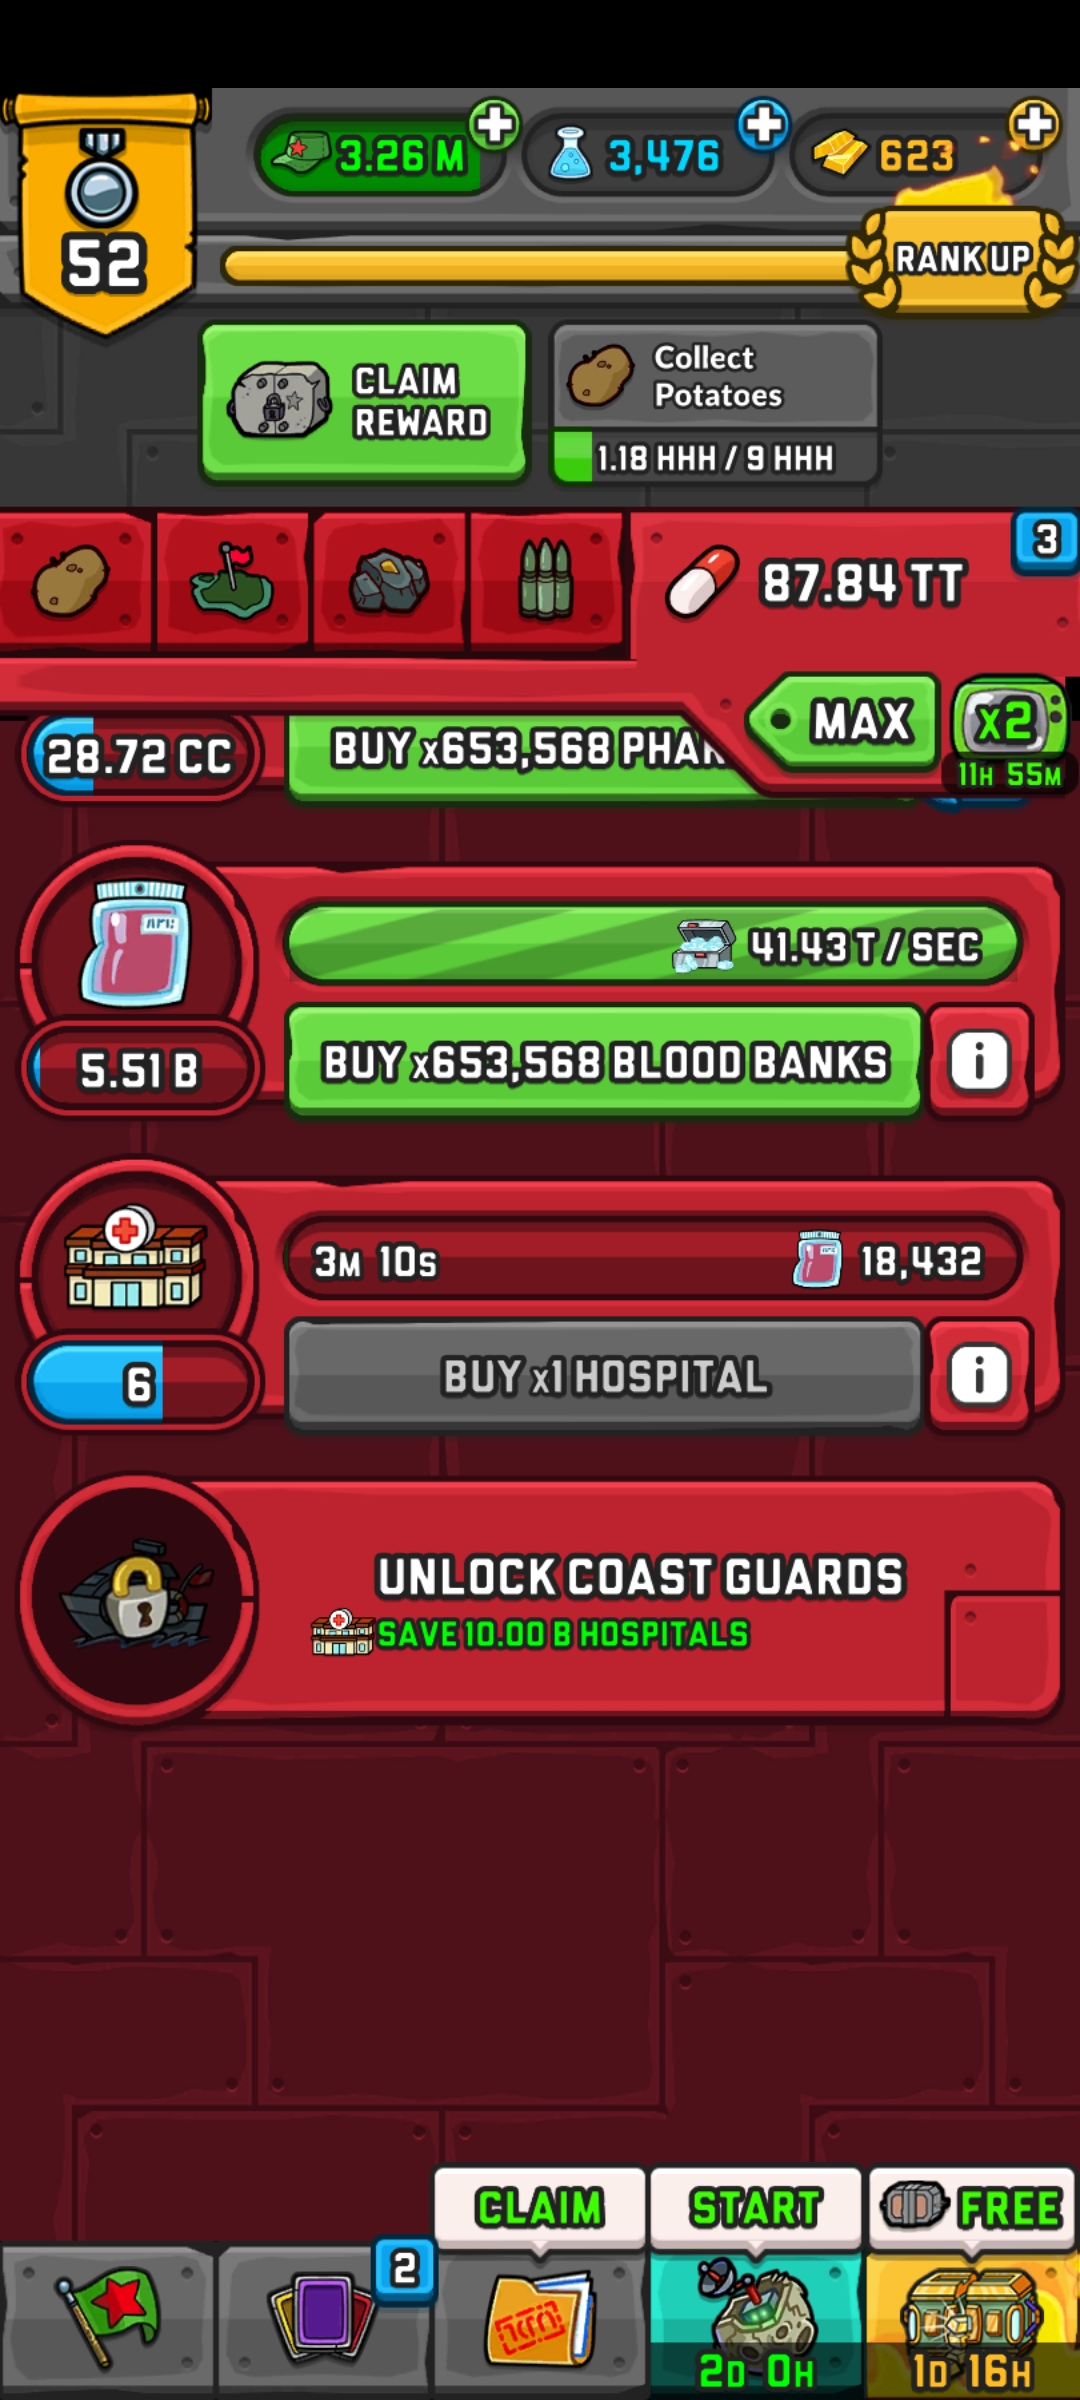 3.26 M
3,476
623
52
RANK UP
CLAIM
REWARD
Collect
Potatoes
1.18 HHH / 9 HHH
3
87.84 TT
MAX
x2
11H 55M
28.72 CC
BUY x653,568
41.43 T / SEC
5.51 B
BUY x653,568 BLOOD BANKS
i
3M 10S
18,432
6
BUY x1 HOSPITAL
i
UNLOCK COAST GUARDS
SAVE 10.00 B HOSPITALS
CLAIM
START
FREE
2
2D 0H
1D 16H